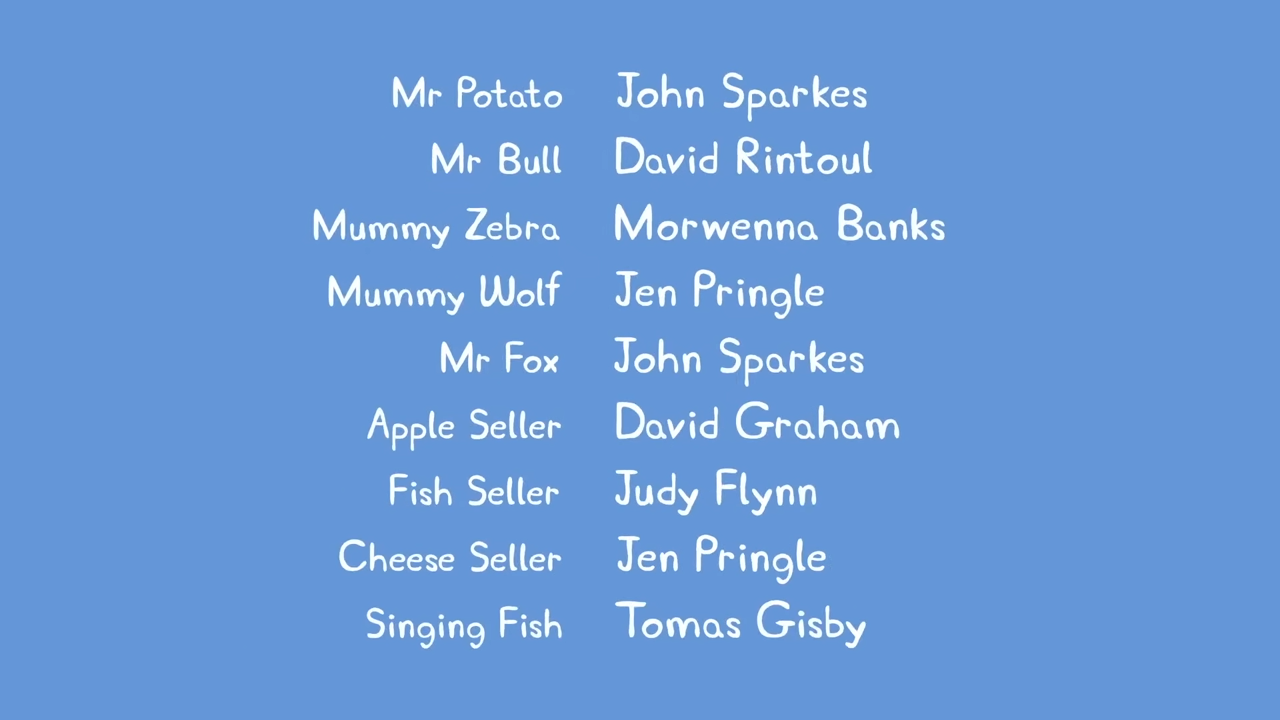 Mr Potato John Sparkes
Mr Bull David Rintoul
Mummy Zebra Morwenna Banks
Mummy Wolf Jen Pringle
Mr Fox John Sparkes
Apple Seller David Graham
Fish Seller Judy Flynn
Cheese Seller Jen Pringle
Singing Fish Tomas Gisby